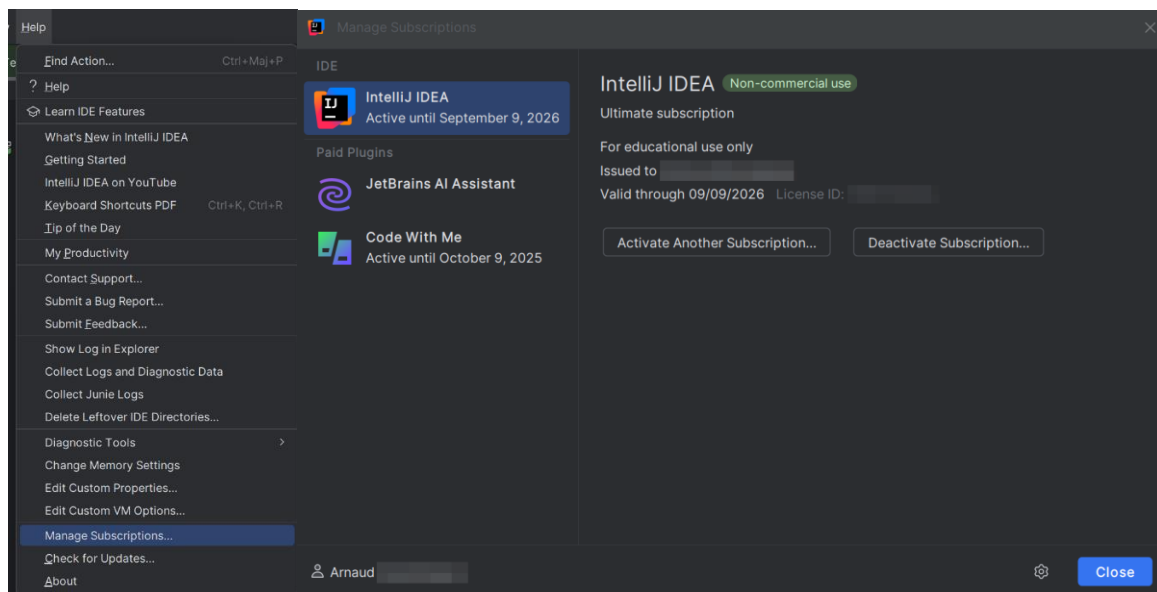 Help
Find Action... Ctrl+Maj+P
? Help
Learn IDE Features
What's New in IntelliJ IDEA
Getting Started
IntelliJ IDEA on YouTube
Keyboard Shortcuts PDF Ctrl+K, Ctrl+R
Tip of the Day
My Productivity
Contact Support...
Submit a Bug Report...
Submit Feedback...
Show Log in Explorer
Collect Logs and Diagnostic Data
Collect Junie Logs
Delete Leftover IDE Directories...
Diagnostic Tools
Change Memory Settings
Edit Custom Properties...
Edit Custom VM Options...
Manage Subscriptions...
Check for Updates...
About
IJ Manage Subscriptions
IDE
IJ
IntelliJ IDEA
Active until September 9, 2026
Paid Plugins
JetBrains AI Assistant
Code With Me
Active until October 9, 2025
IntelliJ IDEA Non-commercial use
Ultimate subscription
For educational use only
Issued to
Valid through 09/09/2026 License ID:
Activate Another Subscription... Deactivate Subscription...
Arnaud
Close